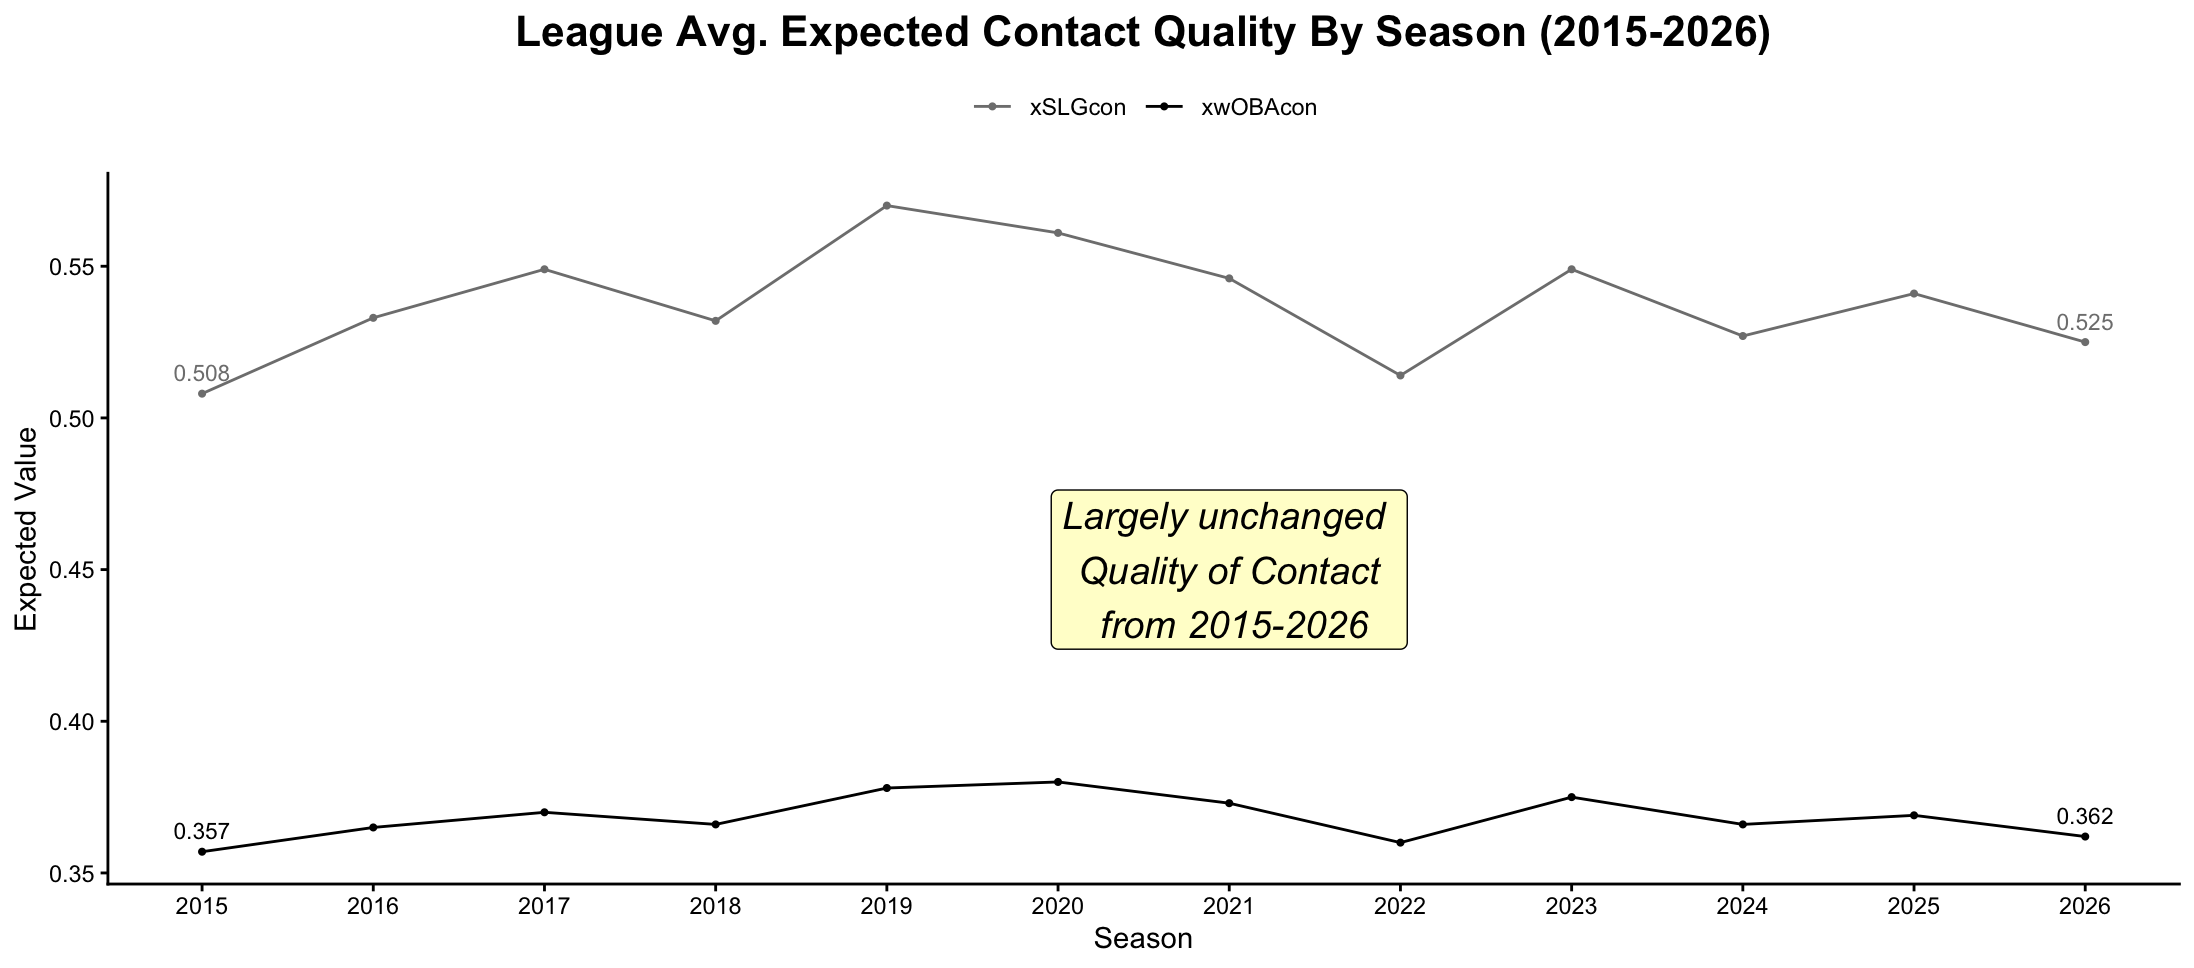 League Avg. Expected Contact Quality By Season (2015-2026)
xSLGcon xwOBAcon
Expected Value
0.55
0.50
0.45
0.40
0.35
0.508
0.525
Largely unchanged
Quality of Contact
from 2015-2026
0.357
0.362
2015 2016 2017 2018 2019 2020 2021 2022 2023 2024 2025 2026
Season